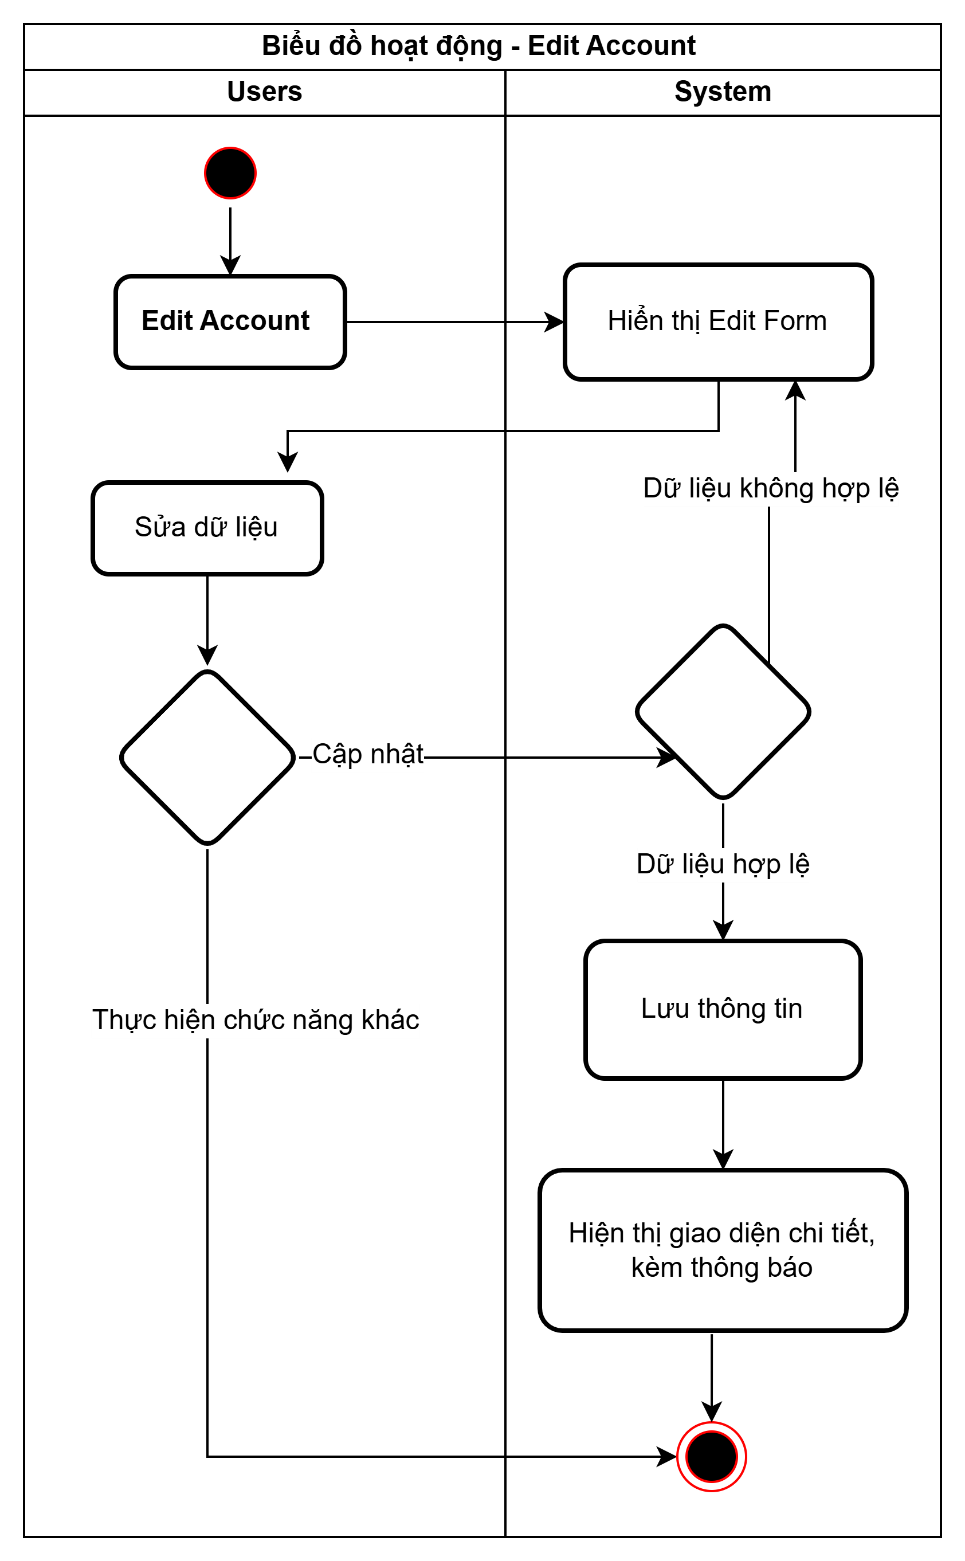 Biểu đồ hoạt động - Edit Account
Users
System
Edit Account
Hiển thị Edit Form
Dữ liệu không hợp lệ
Sửa dữ liệu
Cập nhật
Dữ liệu hợp lệ
Lưu thông tin
Thực hiện chức năng khác
Hiện thị giao diện chi tiết,
kèm thông báo